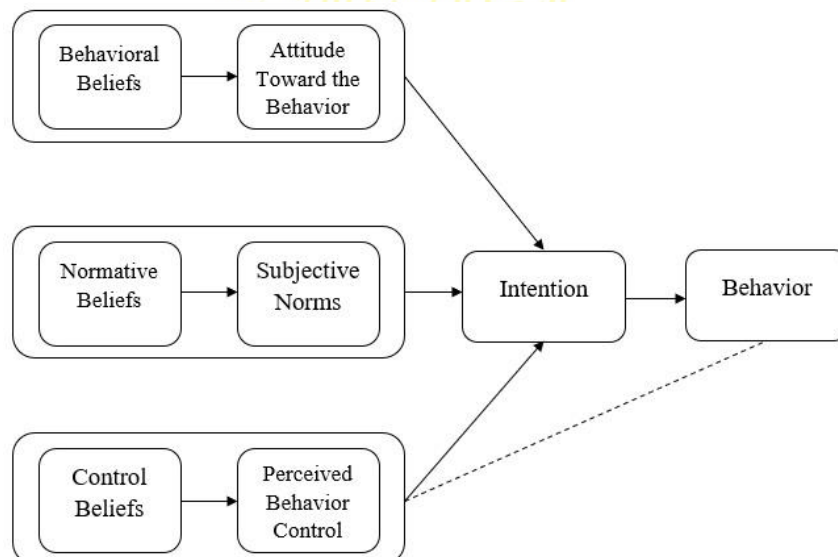 Behavioral
Beliefs
Attitude
Toward the
Behavior
Normative
Beliefs
Subjective
Norms
Intention
Behavior
Control
Beliefs
Perceived
Behavior
Control